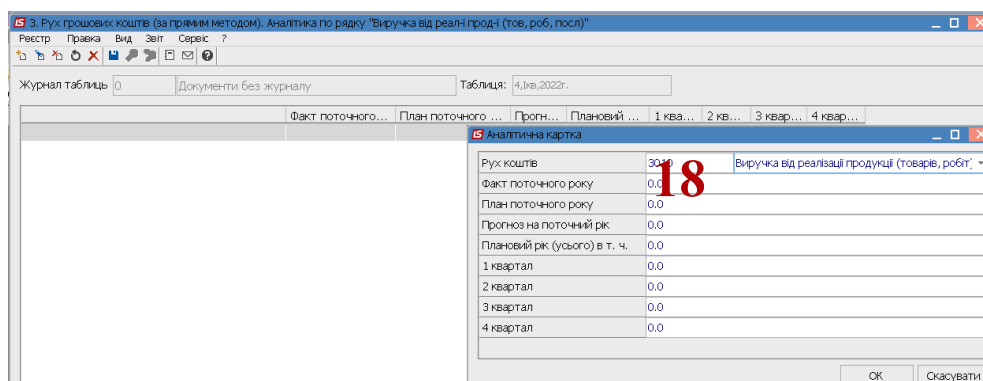 3. Рух грошових коштів (за прямим методом). Аналітика по рядку "Виручка від реал-і прод-і (тов, роб, посл)"
Реєстр Правка Вид Звіт Сервіс ?
Журнал таблиць 0 Документи без журналу Таблиця: 4,Iкв,2022г.
Факт поточного... План поточного ... Прогн... Плановий ... 1 ква... 2 кв... 3 квар... 4 квар...
Аналітична картка
Рух коштів 3010 Виручка від реалізації продукції (товарів, робіт,
18
Факт поточного року 0.0
План поточного року 0.0
Прогноз на поточний рік 0.0
Плановий рік (усього) в т. ч. 0.0
1 квартал 0.0
2 квартал 0.0
3 квартал 0.0
4 квартал 0.0
OK Скасувати